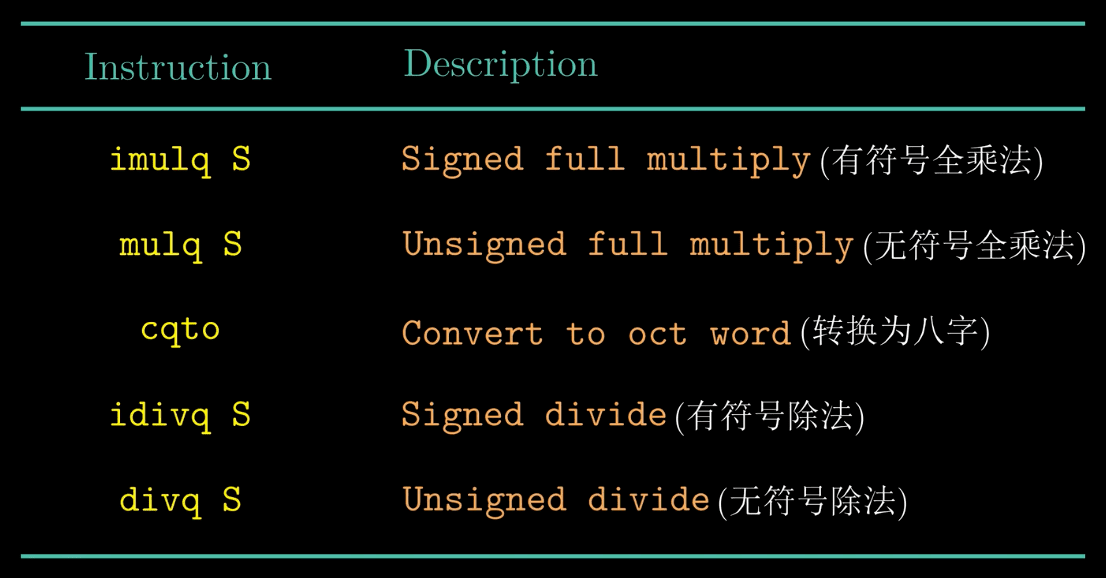 Instruction Description
imulq S Signed full multiply(有符号全乘法)
mulq S Unsigned full multiply(无符号全乘法)
cqto Convert to oct word(转换为八字)
idivq S Signed divide(有符号除法)
divq S Unsigned divide(无符号除法)